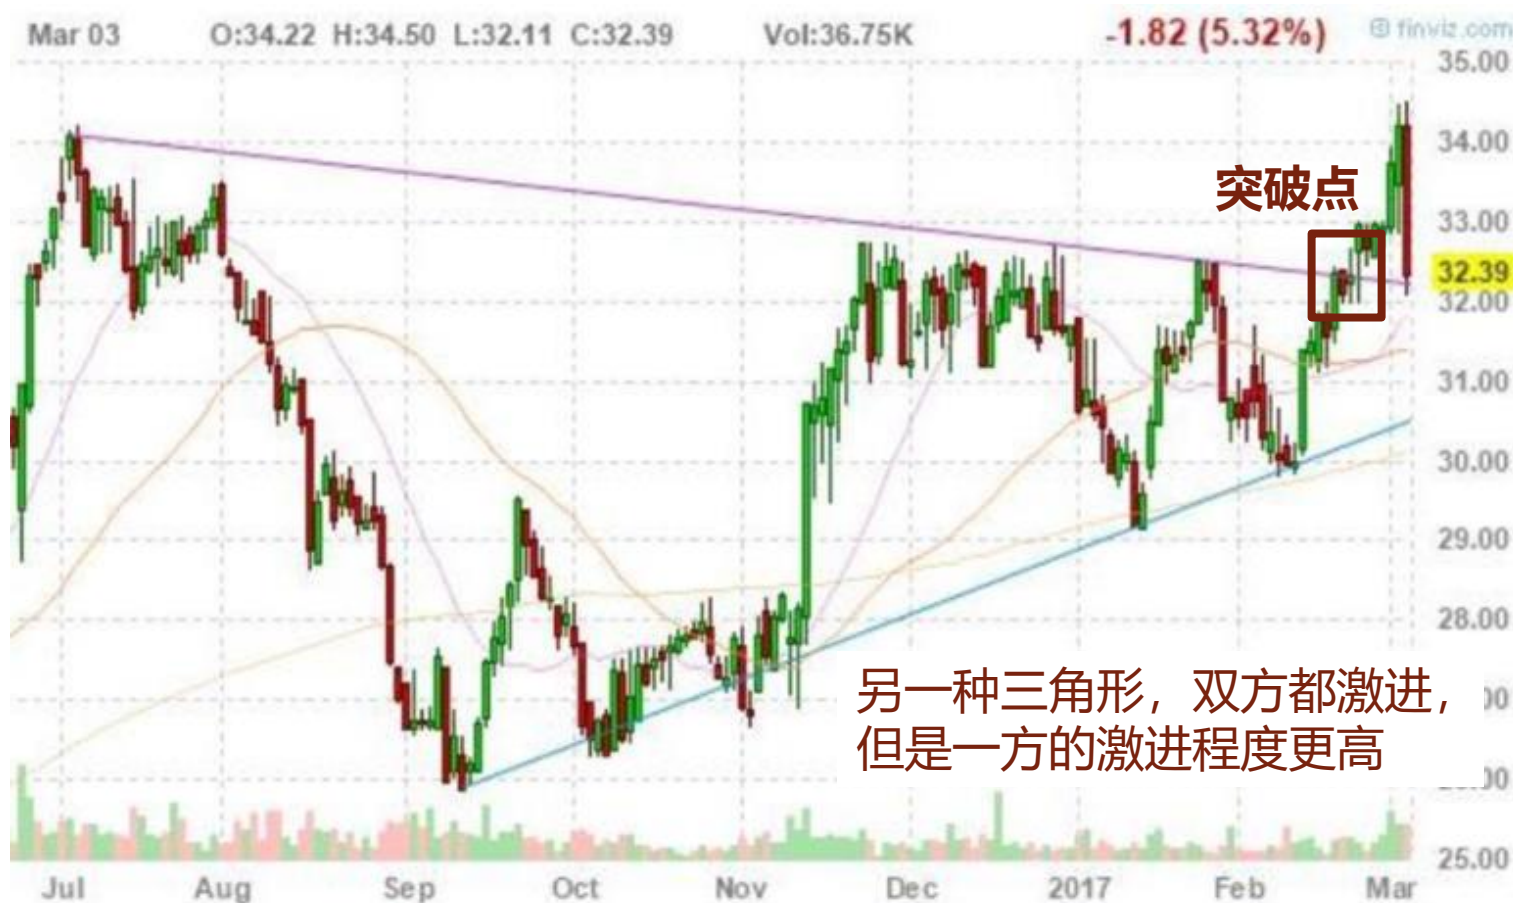 Mar 03 O:34.22 H:34.50 L:32.11 C:32.39 Vol:36.75K -1.82 (5.32%) finviz.com
35.00
34.00
突破点
33.00
32.39
32.00
31.00
30.00
29.00
28.00
另一种三角形，双方都激进，
但是一方的激进程度更高
25.00
Jul Aug Sep Oct Nov Dec 2017 Feb Mar